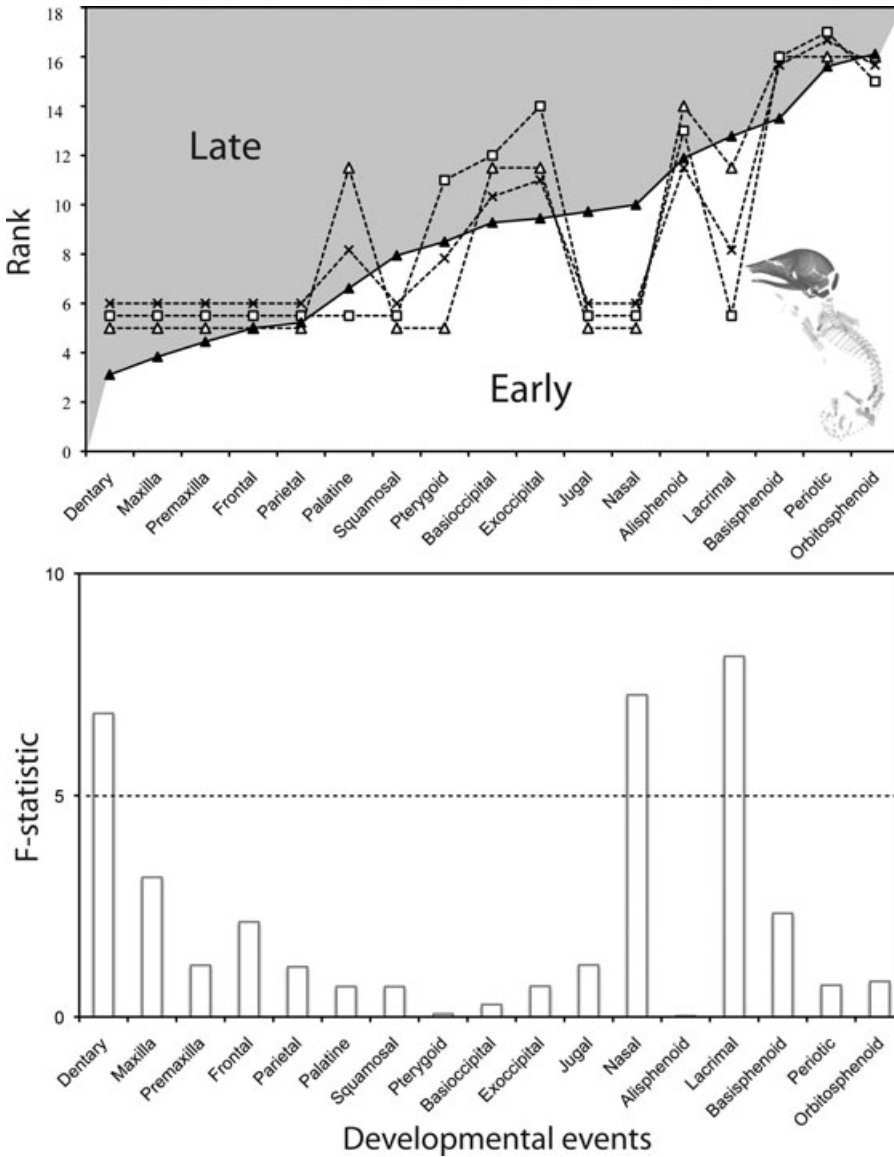 18
16
14
12
10
8
6
4
2
0
Rank
Late
Early
Dentary
Maxilla
Premaxilla
Frontal
Parietal
Palatine
Squamosal
Pterygoid
Basioccipital
Exoccipital
Jugal
Nasal
Alisphenoid
Lacrimal
Basisphenoid
Periotic
Orbitosphenoid
10
5
0
F-statistic
Dentary
Maxilla
Premaxilla
Frontal
Parietal
Palatine
Squamosal
Pterygoid
Basioccipital
Exoccipital
Jugal
Nasal
Alisphenoid
Lacrimal
Basisphenoid
Periotic
Orbitosphenoid
Developmental events